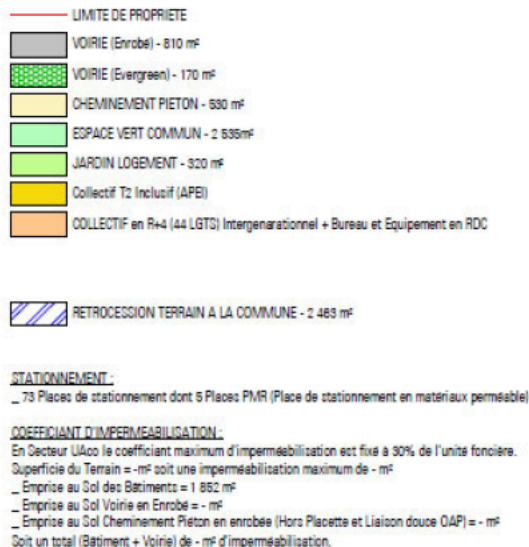 LIMITE DE PROPRIETE
VOIRIE (Enrobé) - 810 m²
VOIRIE (Evergreen) - 170 m²
CHEMINEMENT PIETON - 530 m²
ESPACE VERT COMMUN - 2 535m²
JARDIN LOGEMENT - 320 m²
Collectif T2 Inclusif (APEI)
COLLECTIF en R+4 (44 LGTS) Intergenarationnel + Bureau et Equipement en RDC
RETROCESSION TERRAIN A LA COMMUNE - 2 463 m²
STATIONNEMENT :
_ 73 Places de stationnement dont 5 Places PMR (Place de stationnement en matériaux perméable)
COEFFICIANT D'IMPERMEABILISATION :
En Secteur UAoo le coefficiant maximum d'imperméabilisation est fixé à 30% de l'unité foncière.
Superficie du Terrain = -m² soit une imperméabilisation maximum de - m²
_ Emprise au Sol des Bâtiments = 1 852 m²
_ Emprise au Sol Voirie en Enrobé = - m²
_ Emprise au Sol Cheminement Piéton en enrobée (Hors Placette et Liaison douce OAP) = - m²
Soit un total (Bâtiment + Voirie) de - m² d'imperméabilisation.